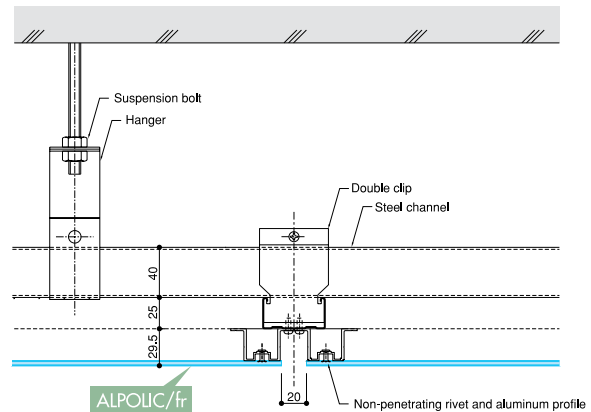 Suspension bolt
Hanger
Double clip
Steel channel
40
25
29.5
20
ALPOLIC/fr
Non-penetrating rivet and aluminum profile